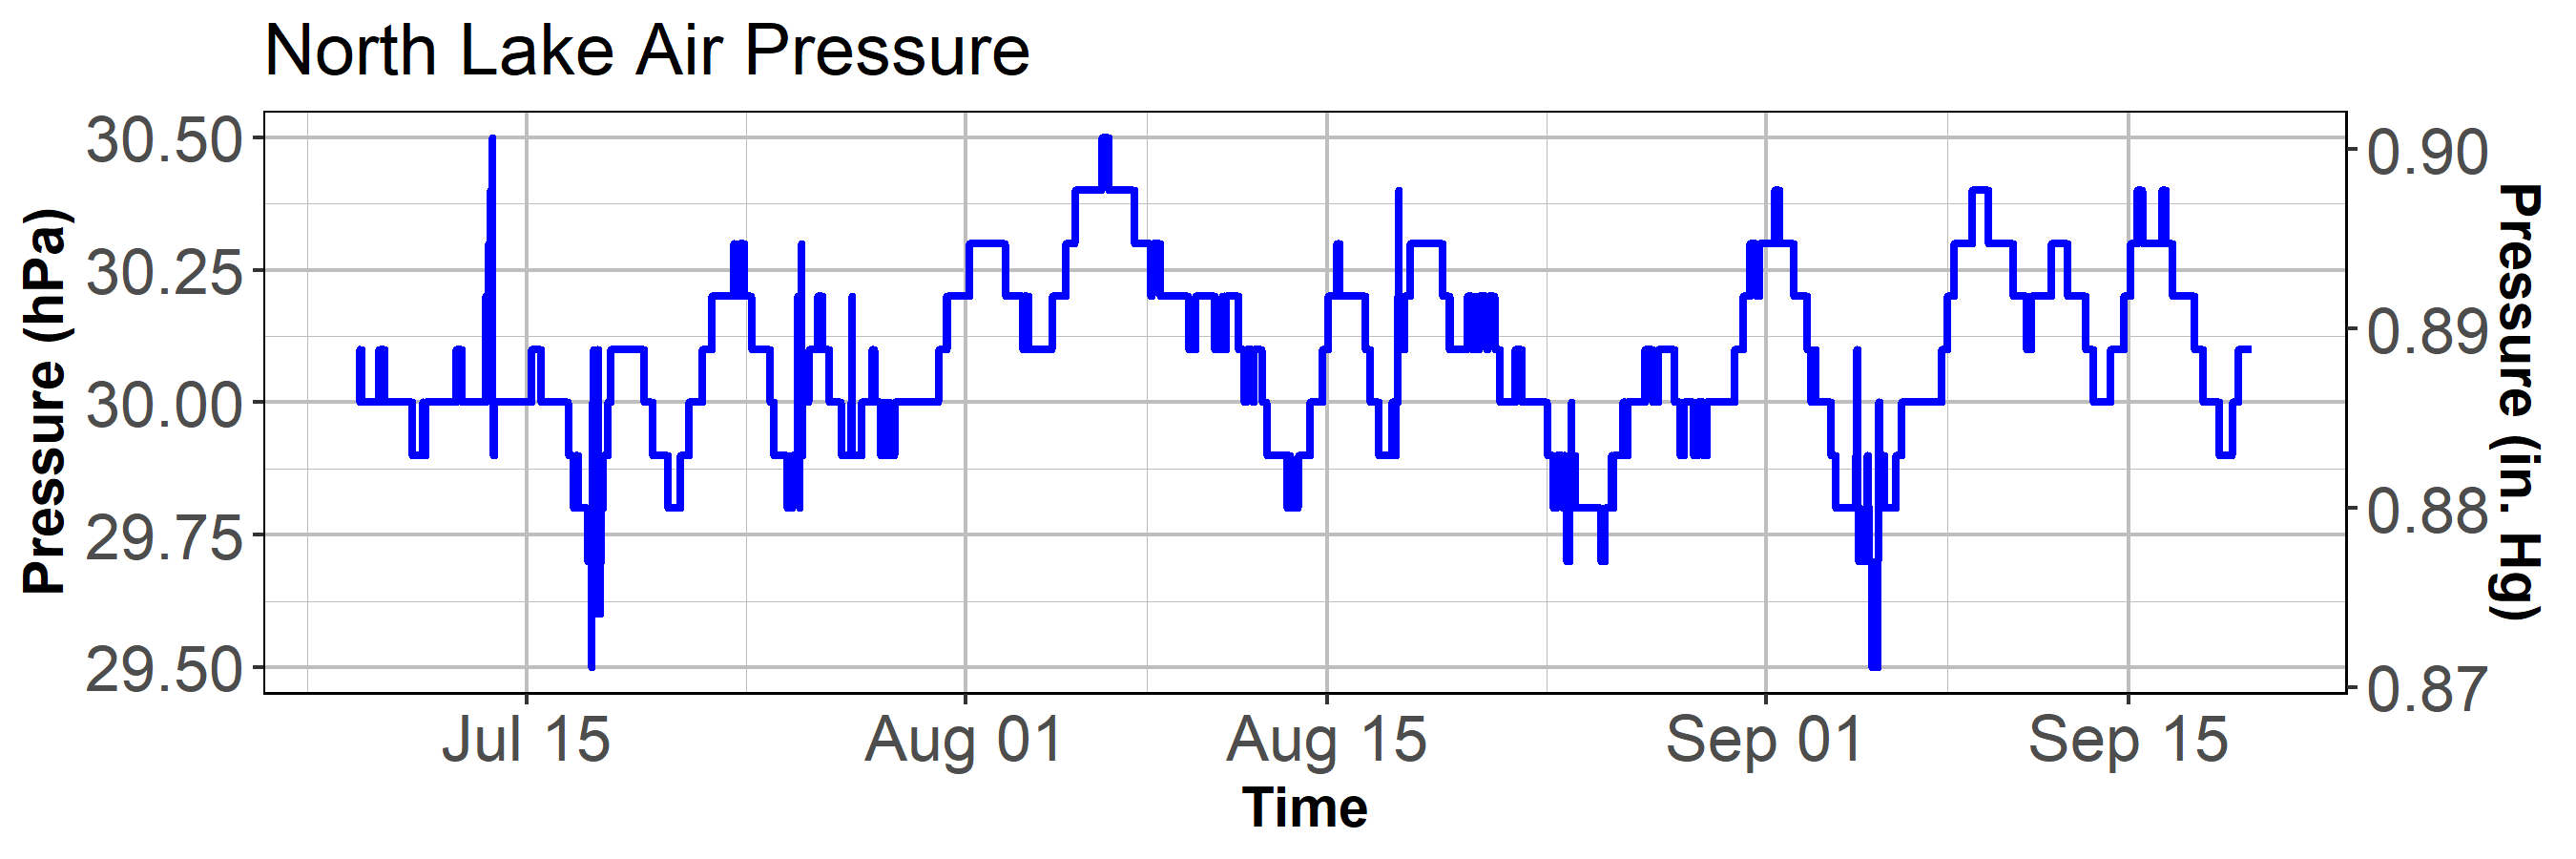 North Lake Air Pressure
Pressure (hPa)
30.50
30.25
30.00
29.75
29.50
0.90
0.89
0.88
0.87
Pressure (in. Hg)
Jul 15 Aug 01 Aug 15 Sep 01 Sep 15
Time